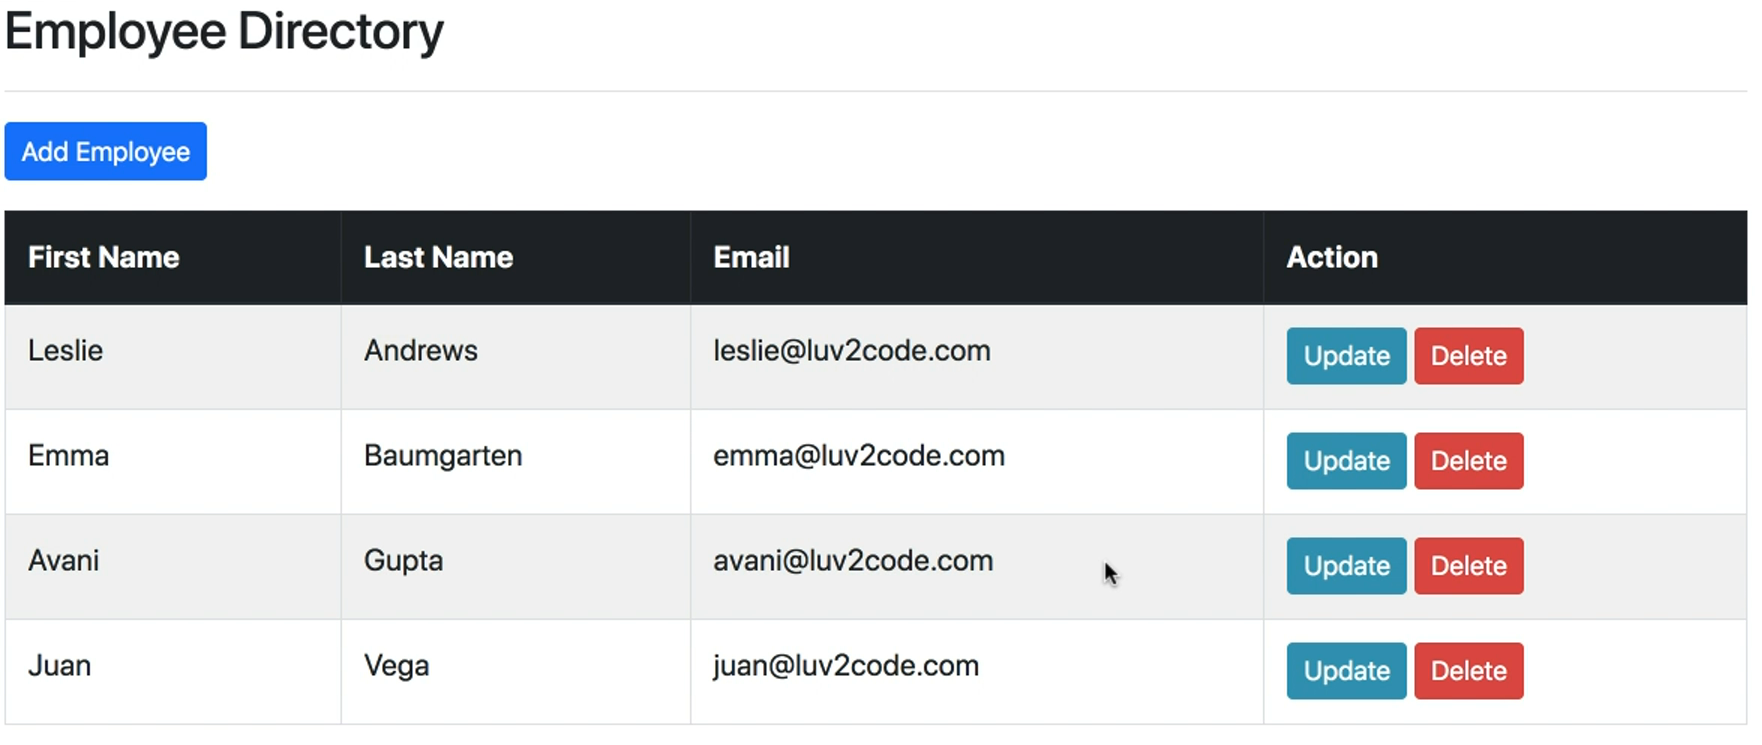 Employee Directory
Add Employee
First Name Last Name Email Action
Leslie Andrews leslie@luv2code.com Update Delete
Emma Baumgarten emma@luv2code.com Update Delete
Avani Gupta avani@luv2code.com Update Delete
Juan Vega juan@luv2code.com Update Delete